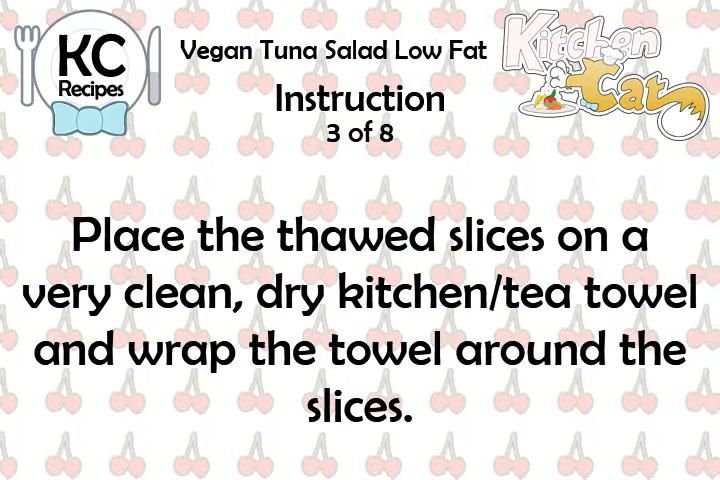 KC
Recipes
Vegan Tuna Salad Low Fat
Instruction
3 of 8
Kitchen
Cat
Place the thawed slices on a
very clean, dry kitchen/tea towel
and wrap the towel around the
slices.